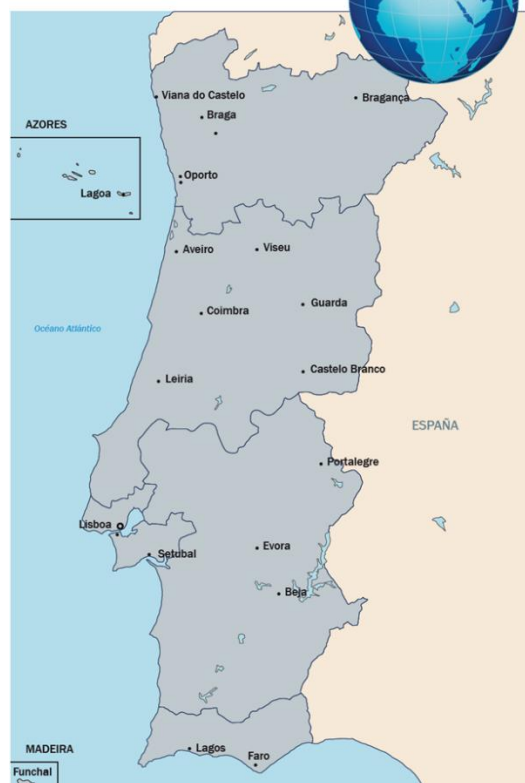 Viana do Castelo
Bragança
Braga
AZORES
Oporto
Lagoa
Aveiro
Viseu
Guarda
Coimbra
Océano Atlántico
Castelo Branco
Leiria
ESPAÑA
Portalegre
Lisboa
Evora
Setubal
Beja
MADEIRA
Lagos
Faro
Funchal